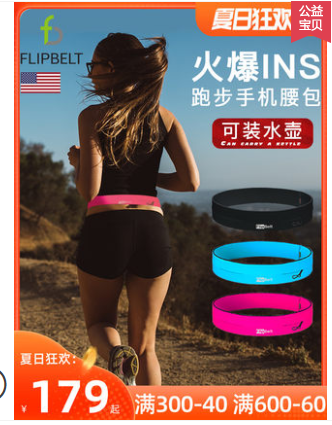 夏日狂欢
公益
宝贝
FLIPBELT
火爆INS
跑步手机腰包
可装水壶
CAN CARRY A KETTLE
夏日狂欢：
¥179起
满300-40 满600-60